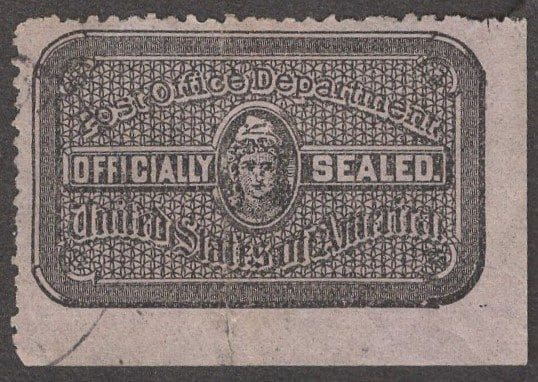 Post Office Department
OFFICIALLY SEALED.
United States of America